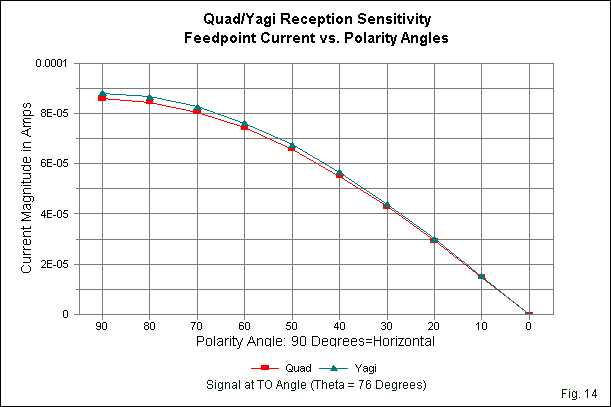 Quad/Yagi Reception Sensitivity
Feedpoint Current vs. Polarity Angles
Current Magnitude in Amps
0.0001
8E-05
6E-05
4E-05
2E-05
0
90 80 70 60 50 40 30 20 10 0
Polarity Angle: 90 Degrees=Horizontal
Quad Yagi
Signal at TO Angle (Theta = 76 Degrees)
Fig. 14